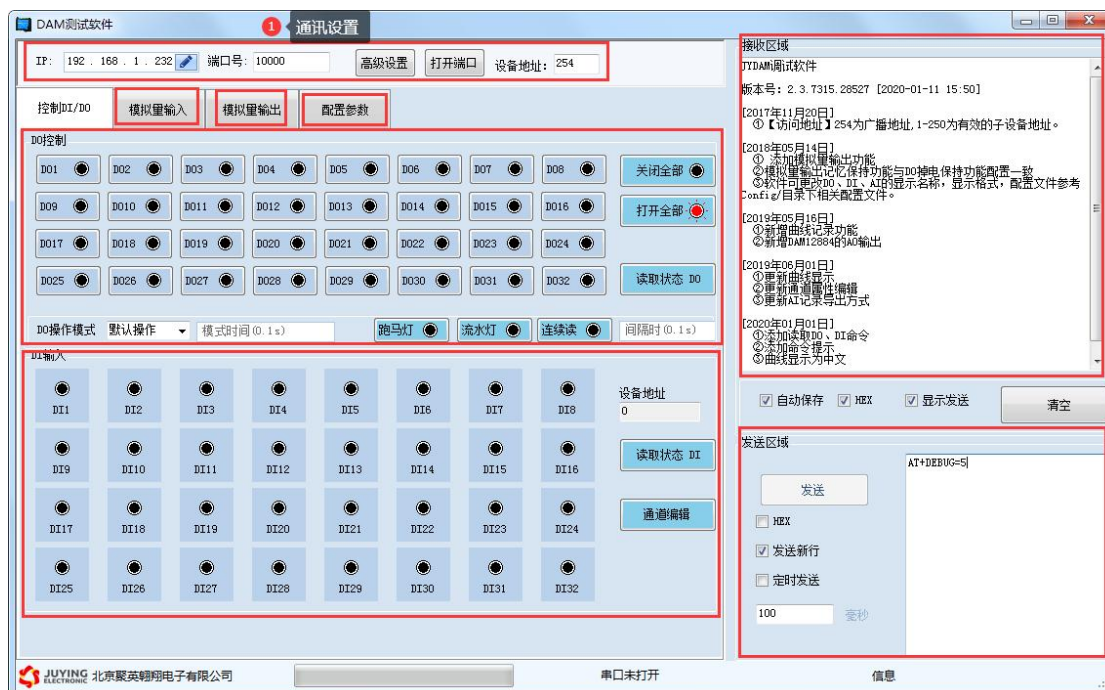 DAM测试软件
1 通讯设置
IP: 192 . 168 . 1 . 232 端口号: 10000 高级设置 打开端口 设备地址: 254
控制DI/DO 模拟量输入 模拟量输出 配置参数
DO控制
DO1 DO2 DO3 DO4 DO5 DO6 DO7 DO8 关闭全部
DO9 DO10 DO11 DO12 DO13 DO14 DO15 DO16 打开全部
DO17 DO18 DO19 DO20 DO21 DO22 DO23 DO24
DO25 DO26 DO27 DO28 DO29 DO30 DO31 DO32 读取状态 DO
DO操作模式 默认操作 模式时间(0.1s) 跑马灯 流水灯 连续读 间隔时(0.1s)
DI输入
DI1 DI2 DI3 DI4 DI5 DI6 DI7 DI8
设备地址
0
DI9 DI10 DI11 DI12 DI13 DI14 DI15 DI16
读取状态 DI
DI17 DI18 DI19 DI20 DI21 DI22 DI23 DI24
通道编辑
DI25 DI26 DI27 DI28 DI29 DI30 DI31 DI32
接收区域
JYDAM调试软件
版本号: 2.3.7315.28527 [2020-01-11 15:50]
[2017年11月20日]
①【访问地址】254为广播地址,1-250为有效的子设备地址。
[2018年05月14日]
① 添加模拟量输出功能
②模拟量输出记忆保持功能与DO掉电保持功能配置一致
③软件可更改DO、DI、AI的显示名称，显示格式，配置文件参考
Config/目录下相关配置文件。
[2019年05月16日]
①新增曲线记录功能
②新增DAM12884的AO输出
[2019年06月01日]
①更新曲线显示
②更新通道属性编辑
③更新AI记录导出方式
[2020年01月01日]
①添加读取DO、DI命令
②添加命令提示
③曲线显示为中文
自动保存 HEX 显示发送 清空
发送区域
AT+DEBUG=5
发送
HEX
发送新行
定时发送
100 毫秒
JUYING ELECTRONIC 北京聚英翱翔电子有限公司 串口未打开 信息